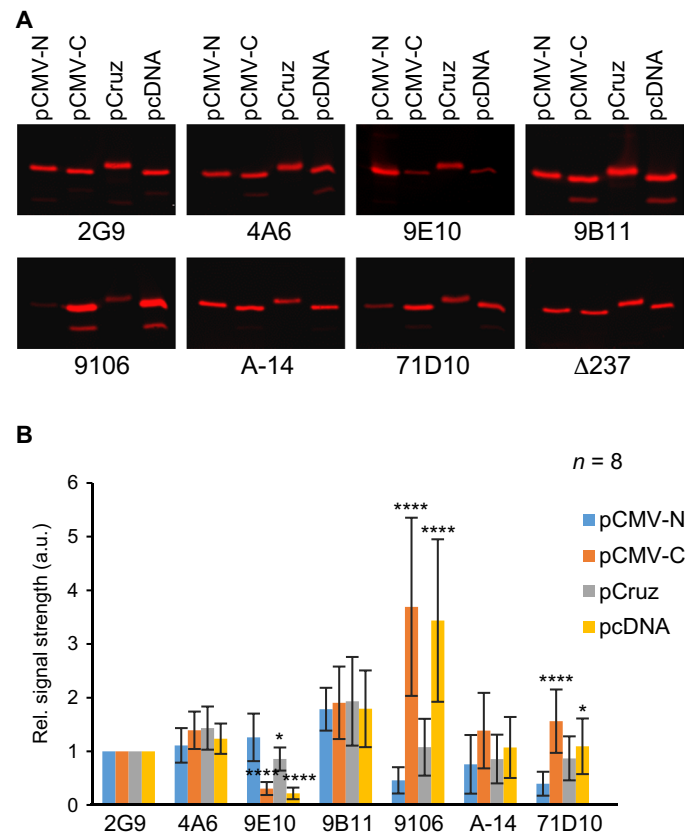 A
pCMV-N pCMV-C pCruz pcDNA pCMV-N pCMV-C pCruz pcDNA pCMV-N pCMV-C pCruz pcDNA pCMV-N pCMV-C pCruz pcDNA
2G9 4A6 9E10 9B11
9106 A-14 71D10 Δ237
B
n = 8
pCMV-N
pCMV-C
pCruz
pcDNA
Rel. signal strength (a.u.)
6
5
4
3
2
1
0
**** ****
****
*
*
**** ****
2G9 4A6 9E10 9B11 9106 A-14 71D10